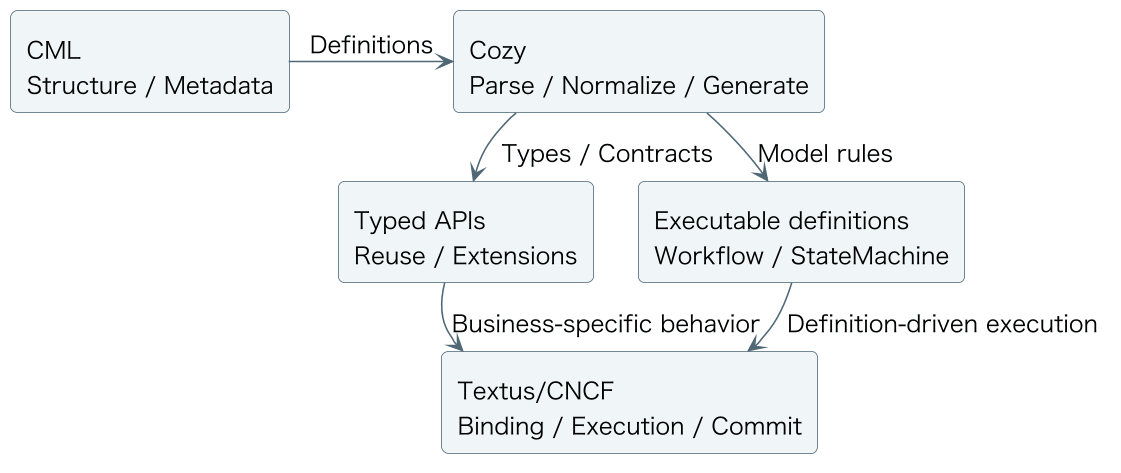 CML
Structure / Metadata
Definitions
Cozy
Parse / Normalize / Generate
Types / Contracts
Model rules
Typed APIs
Reuse / Extensions
Executable definitions
Workflow / StateMachine
Business-specific behavior
Definition-driven execution
Textus/CNCF
Binding / Execution / Commit